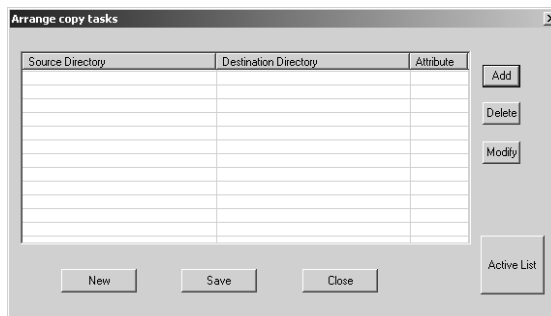 Arrange copy tasks
Source Directory Destination Directory Attribute
Add
Delete
Modify
Active List
New Save Close